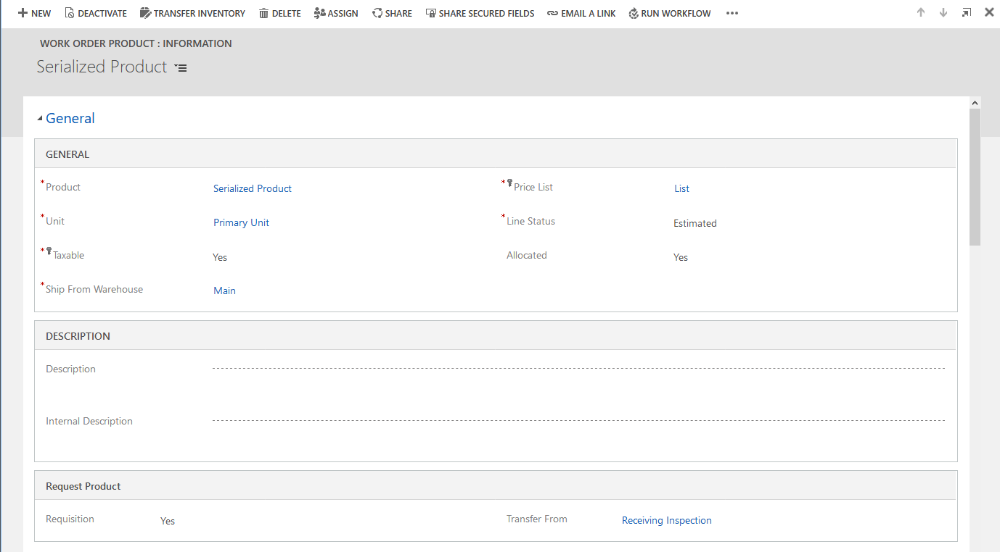 NEW DEACTIVATE TRANSFER INVENTORY DELETE ASSIGN SHARE SHARE SECURED FIELDS EMAIL A LINK RUN WORKFLOW •••
WORK ORDER PRODUCT : INFORMATION
Serialized Product
General
GENERAL
*Product Serialized Product *Price List List
*Unit Primary Unit *Line Status Estimated
*Taxable Yes Allocated Yes
*Ship From Warehouse Main
DESCRIPTION
Description
Internal Description
Request Product
Requisition Yes Transfer From Receiving Inspection